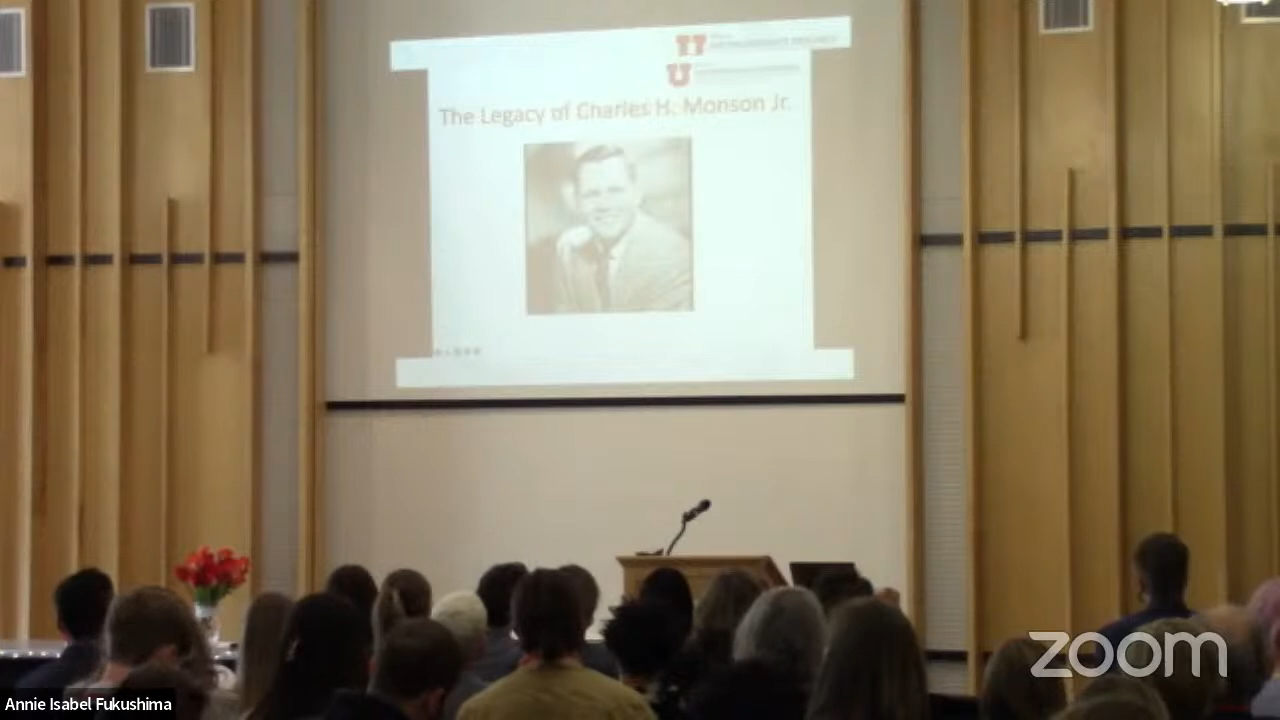 U
U
The Legacy of Charles H. Monson Jr.
zoom
Annie Isabel Fukushima